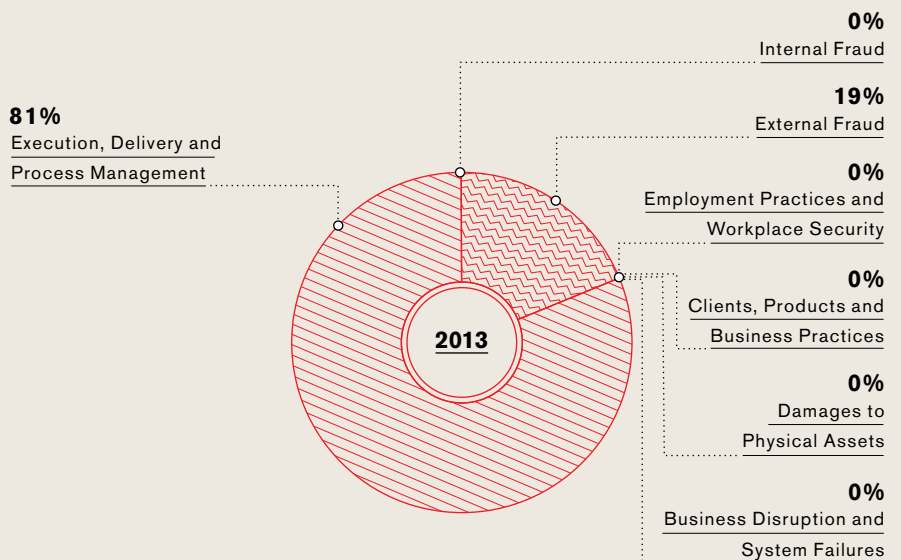 0%
Internal Fraud
19%
External Fraud
81%
Execution, Delivery and
Process Management
0%
Employment Practices and
Workplace Security
0%
Clients, Products and
Business Practices
2013
0%
Damages to
Physical Assets
0%
Business Disruption and
System Failures